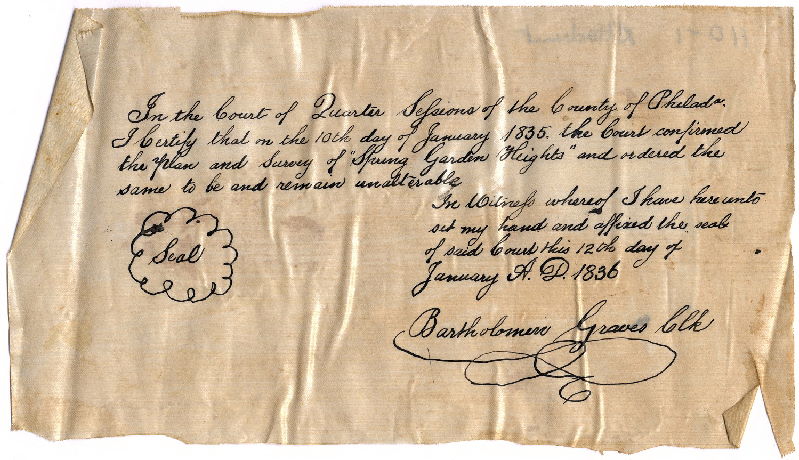 In the Court of Quarter Sessions of the County of Philada.
I Certify that on the 10th day of January 1835. the Court confirmed
the plan and Survey of "Spring Garden Heights" and ordered the
same to be and remain unalterable
In Witness whereof I have hereunto
set my hand and affixed the seal
of said Court this 12th day of
January A. D. 1836
Seal
Bartholomew Graves Clk